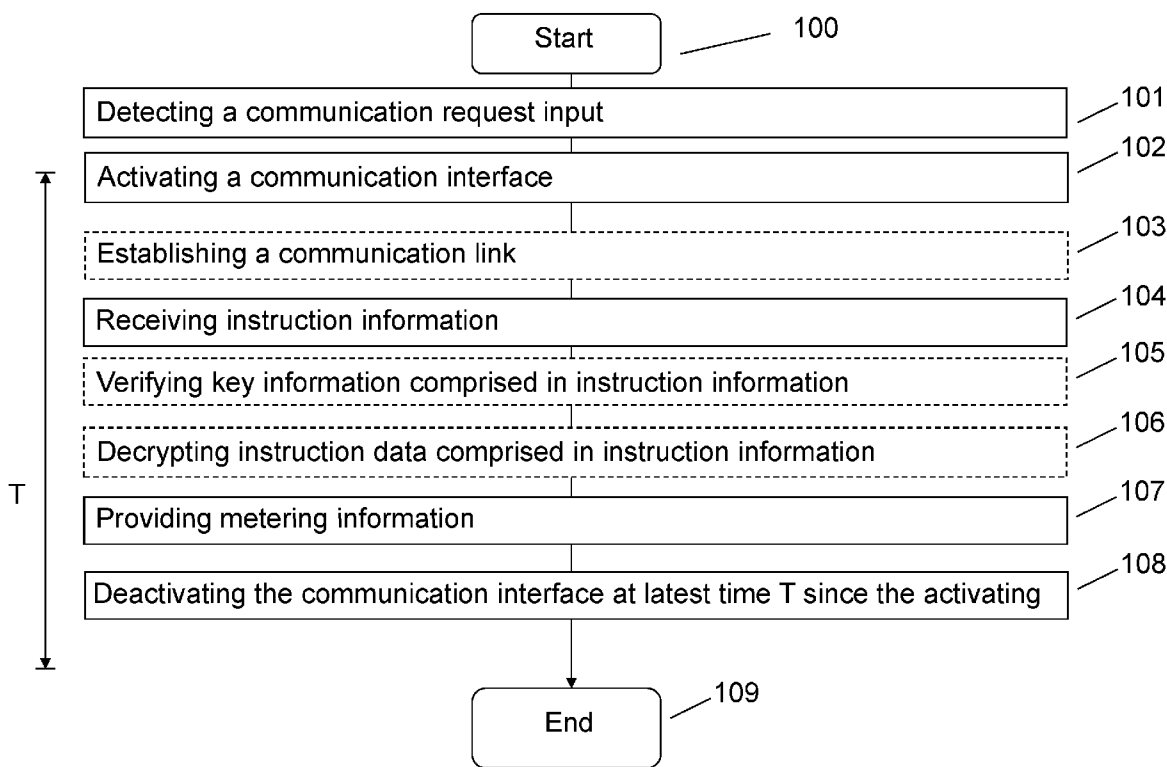 Start
100
Detecting a communication request input
101
Activating a communication interface
102
Establishing a communication link
103
Receiving instruction information
104
Verifying key information comprised in instruction information
105
Decrypting instruction data comprised in instruction information
106
T
Providing metering information
107
Deactivating the communication interface at latest time T since the activating
108
End
109